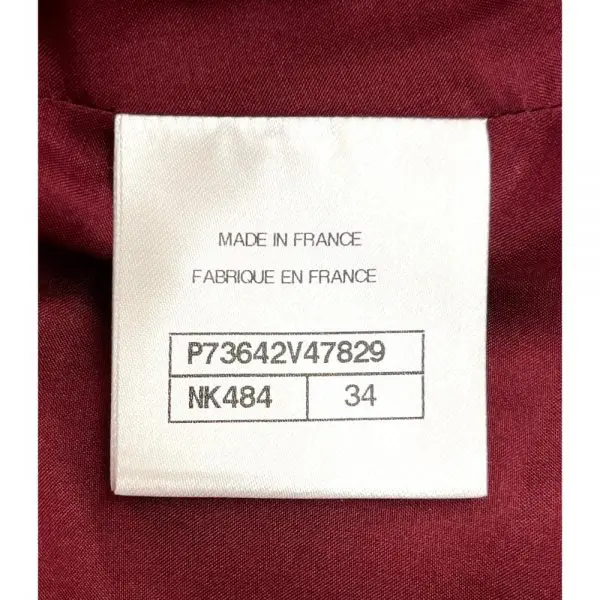 MADE IN FRANCE
FABRIQUE EN FRANCE
P73642V47829
NK484 34